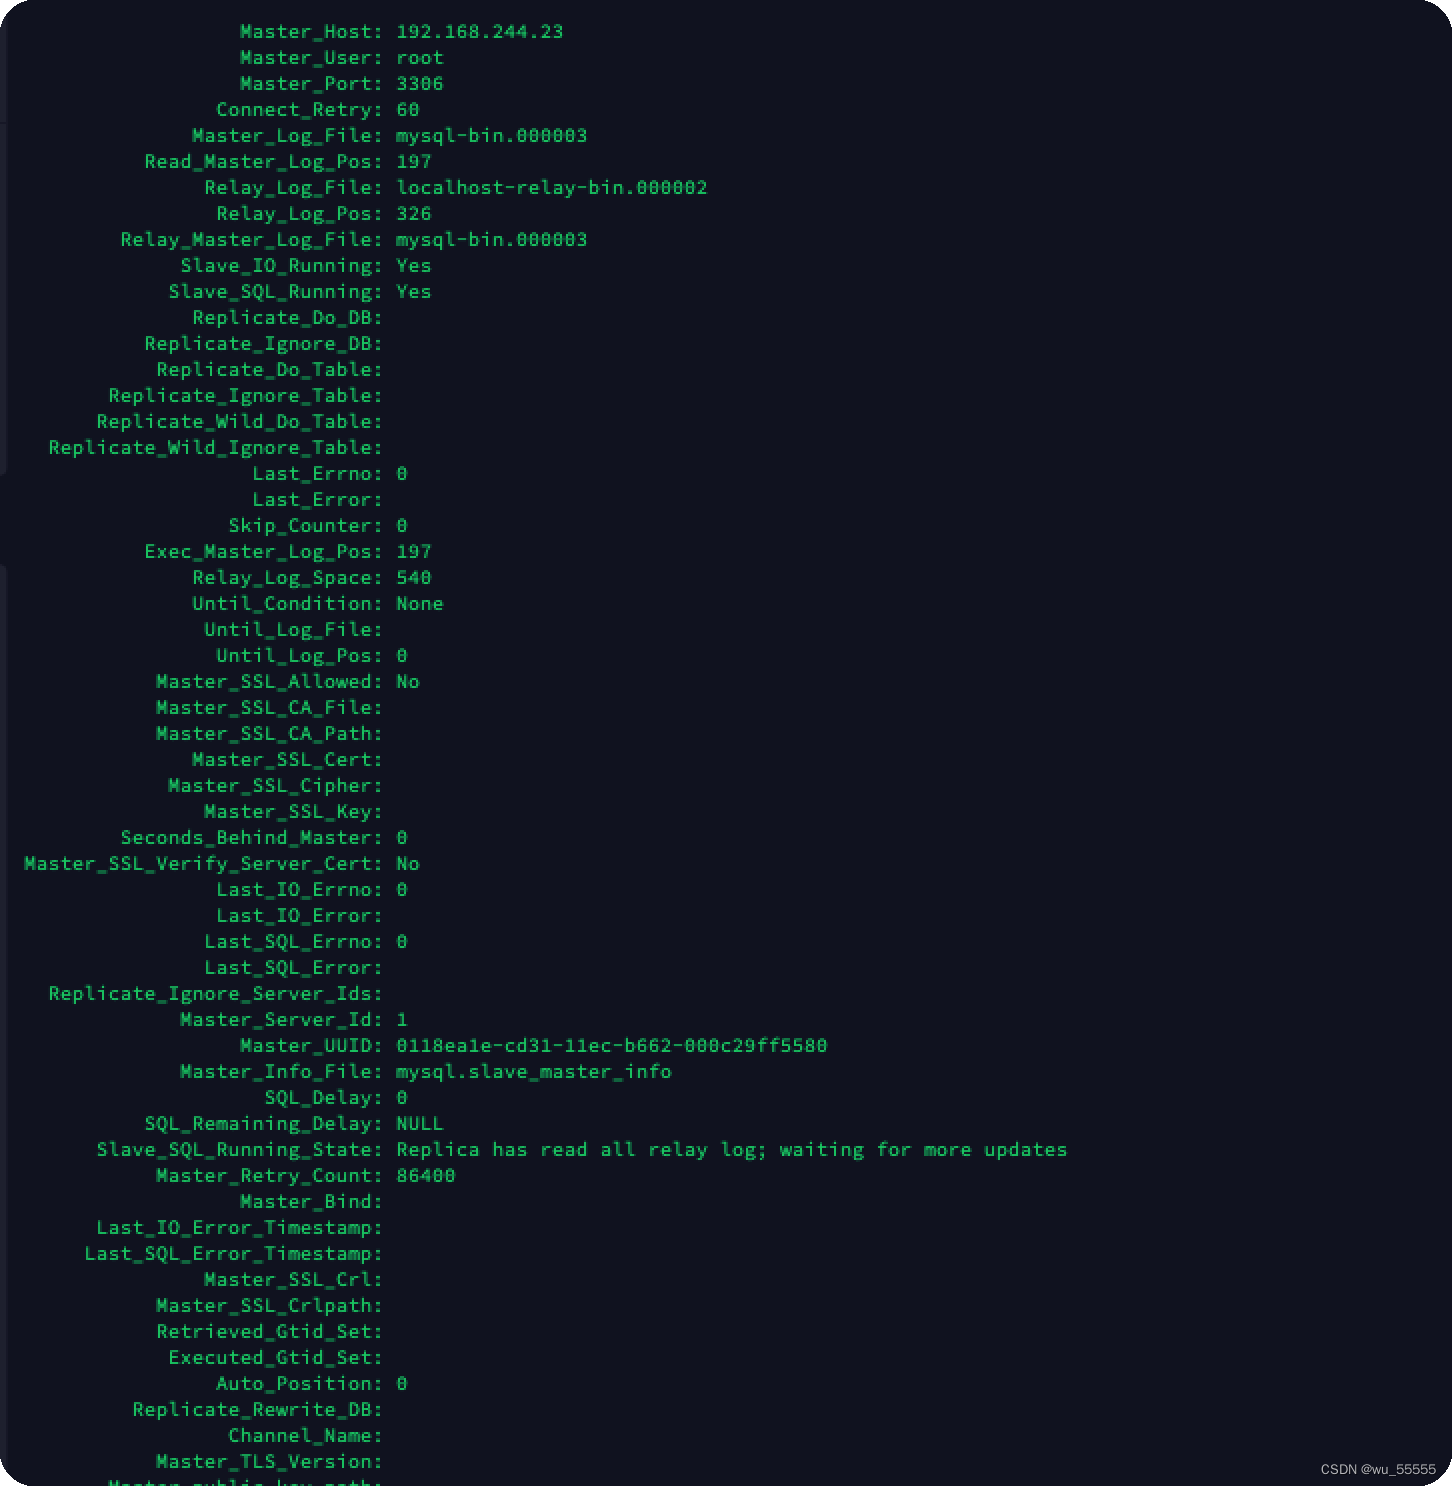 Master_Host: 192.168.244.23
Master_User: root
Master_Port: 3306
Connect_Retry: 60
Master_Log_File: mysql-bin.000003
Read_Master_Log_Pos: 197
Relay_Log_File: localhost-relay-bin.000002
Relay_Log_Pos: 326
Relay_Master_Log_File: mysql-bin.000003
Slave_IO_Running: Yes
Slave_SQL_Running: Yes
Replicate_Do_DB:
Replicate_Ignore_DB:
Replicate_Do_Table:
Replicate_Ignore_Table:
Replicate_Wild_Do_Table:
Replicate_Wild_Ignore_Table:
Last_Errno: 0
Last_Error:
Skip_Counter: 0
Exec_Master_Log_Pos: 197
Relay_Log_Space: 540
Until_Condition: None
Until_Log_File:
Until_Log_Pos: 0
Master_SSL_Allowed: No
Master_SSL_CA_File:
Master_SSL_CA_Path:
Master_SSL_Cert:
Master_SSL_Cipher:
Master_SSL_Key:
Seconds_Behind_Master: 0
Master_SSL_Verify_Server_Cert: No
Last_IO_Errno: 0
Last_IO_Error:
Last_SQL_Errno: 0
Last_SQL_Error:
Replicate_Ignore_Server_Ids:
Master_Server_Id: 1
Master_UUID: 0118ea1e-cd31-11ec-b662-000c29ff5580
Master_Info_File: mysql.slave_master_info
SQL_Delay: 0
SQL_Remaining_Delay: NULL
Slave_SQL_Running_State: Replica has read all relay log; waiting for more updates
Master_Retry_Count: 86400
Master_Bind:
Last_IO_Error_Timestamp:
Last_SQL_Error_Timestamp:
Master_SSL_Crl:
Master_SSL_Crlpath:
Retrieved_Gtid_Set:
Executed_Gtid_Set:
Auto_Position: 0
Replicate_Rewrite_DB:
Channel_Name:
Master_TLS_Version:
CSDN @wu_55555